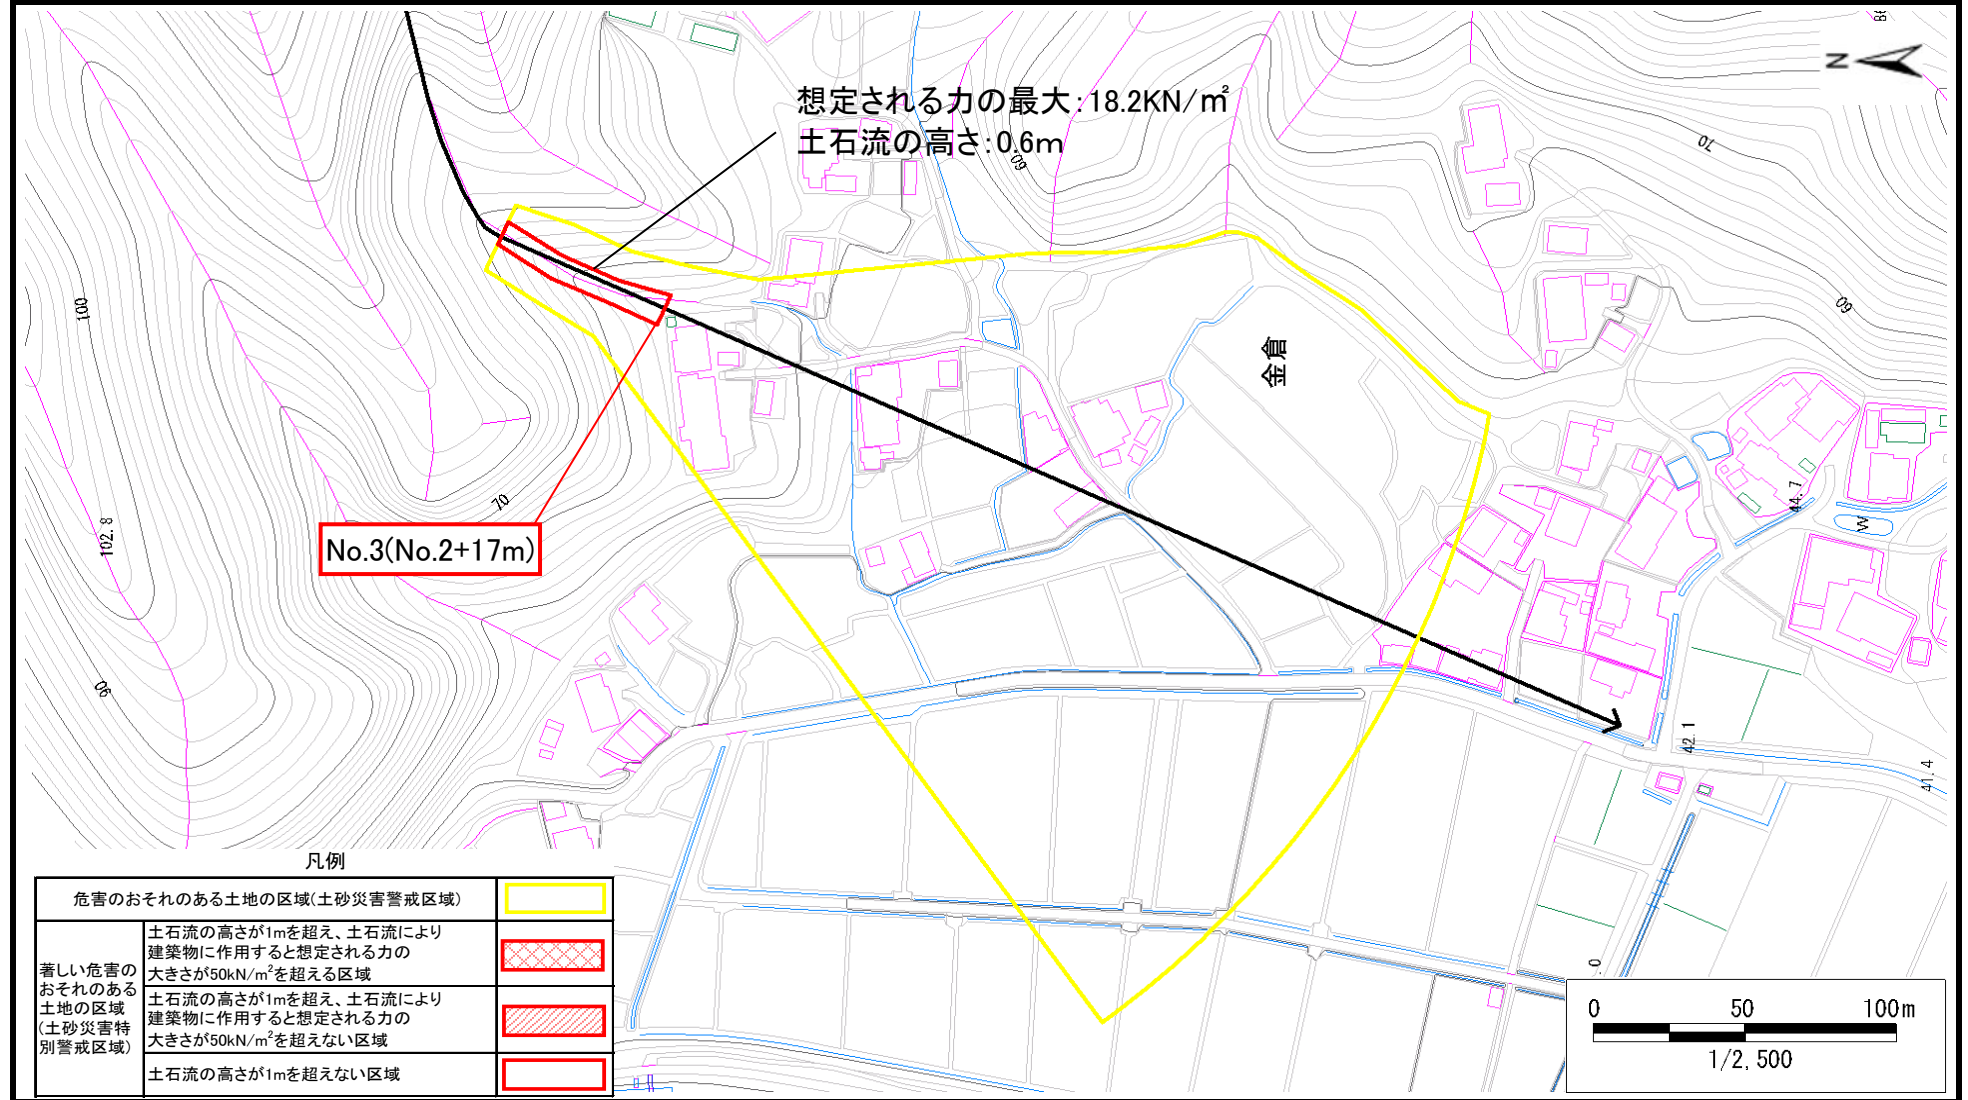 N
想定される力の最大:18.2KN/㎡
土石流の高さ:0.6m
60
70
60
100
102.8
90
70
金倉
No.3(No.2+17m)
44.7
W
42.1
41.4
凡例
危害のおそれのある土地の区域(土砂災害警戒区域)
著しい危害の
おそれのある
土地の区域
(土砂災害特
別警戒区域)
土石流の高さが1mを超え、土石流により
建築物に作用すると想定される力の
大きさが50kN/m²を超える区域
土石流の高さが1mを超え、土石流により
建築物に作用すると想定される力の
大きさが50kN/m²を超えない区域
土石流の高さが1mを超えない区域
0 50 100m
1/2,500